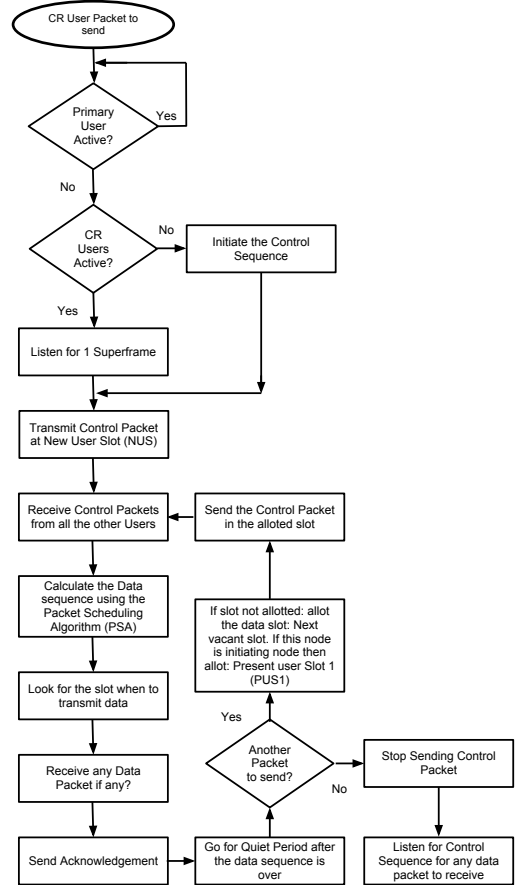 CR User Packet to
send
Primary
User
Active?
Yes
No
CR
Users
Active?
No
Initiate the Control
Sequence
Yes
Listen for 1 Superframe
Transmit Control Packet
at New User Slot (NUS)
Receive Control Packets
from all the other Users
Send the Control Packet
in the alloted slot
Calculate the Data
sequence using the
Packet Scheduling
Algorithm (PSA)
If slot not allotted: allot
the data slot: Next
vacant slot. If this node
is initiating node then
allot: Present user Slot 1
(PUS1)
Look for the slot when to
transmit data
Yes
Another
Packet
to send?
No
Stop Sending Control
Packet
Receive any Data
Packet if any?
Send Acknowledgement
Go for Quiet Period after
the data sequence is
over
Listen for Control
Sequence for any data
packet to receive